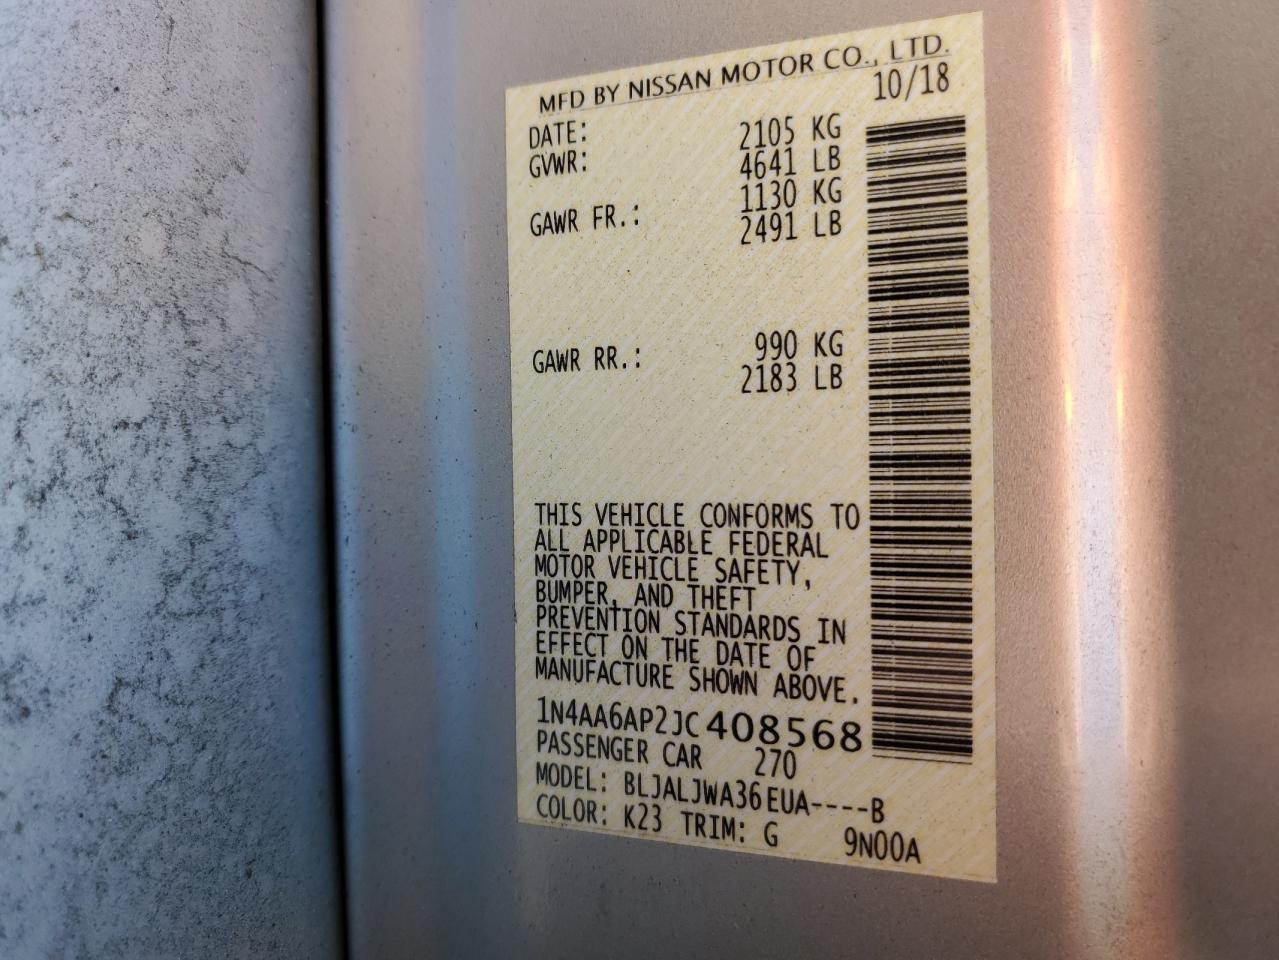 MFD BY NISSAN MOTOR CO., LTD.
DATE: 10/18
GVWR: 2105 KG
4641 LB
GAWR FR.: 1130 KG
2491 LB
GAWR RR.: 990 KG
2183 LB
THIS VEHICLE CONFORMS TO
ALL APPLICABLE FEDERAL
MOTOR VEHICLE SAFETY,
BUMPER, AND THEFT
PREVENTION STANDARDS IN
EFFECT ON THE DATE OF
MANUFACTURE SHOWN ABOVE.
1N4AA6AP2JC408568
PASSENGER CAR 270
MODEL: BLJALJWA36EUA----B
COLOR: K23 TRIM: G 9N00A